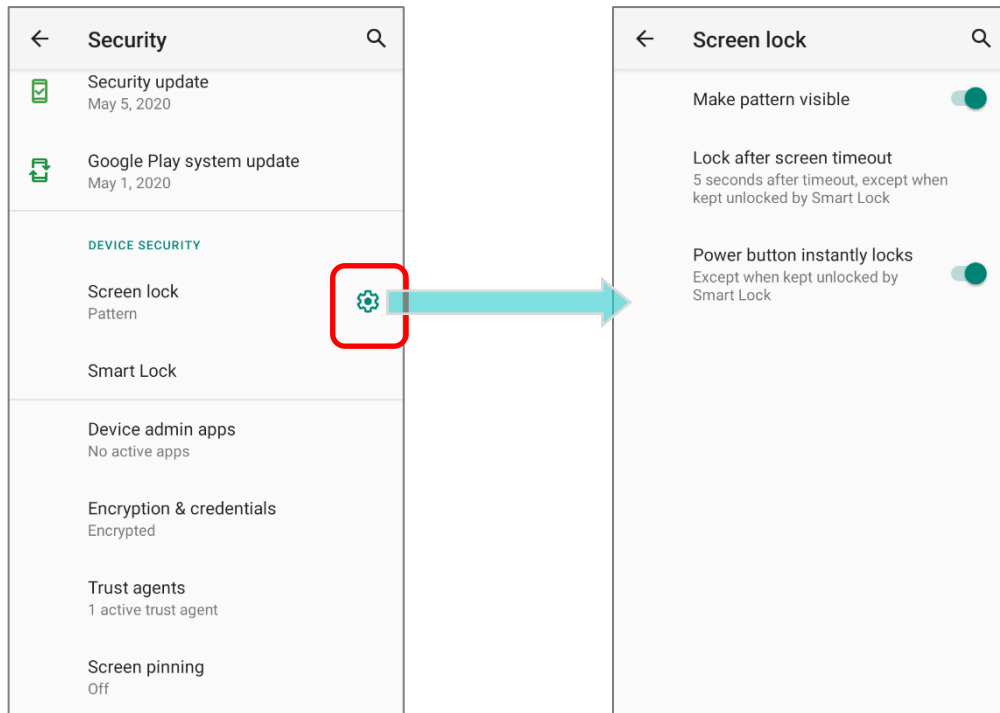 Security
Security update
May 5, 2020
Google Play system update
May 1, 2020
DEVICE SECURITY
Screen lock
Pattern
Smart Lock
Device admin apps
No active apps
Encryption & credentials
Encrypted
Trust agents
1 active trust agent
Screen pinning
Off
Screen lock
Make pattern visible
Lock after screen timeout
5 seconds after timeout, except when
kept unlocked by Smart Lock
Power button instantly locks
Except when kept unlocked by
Smart Lock